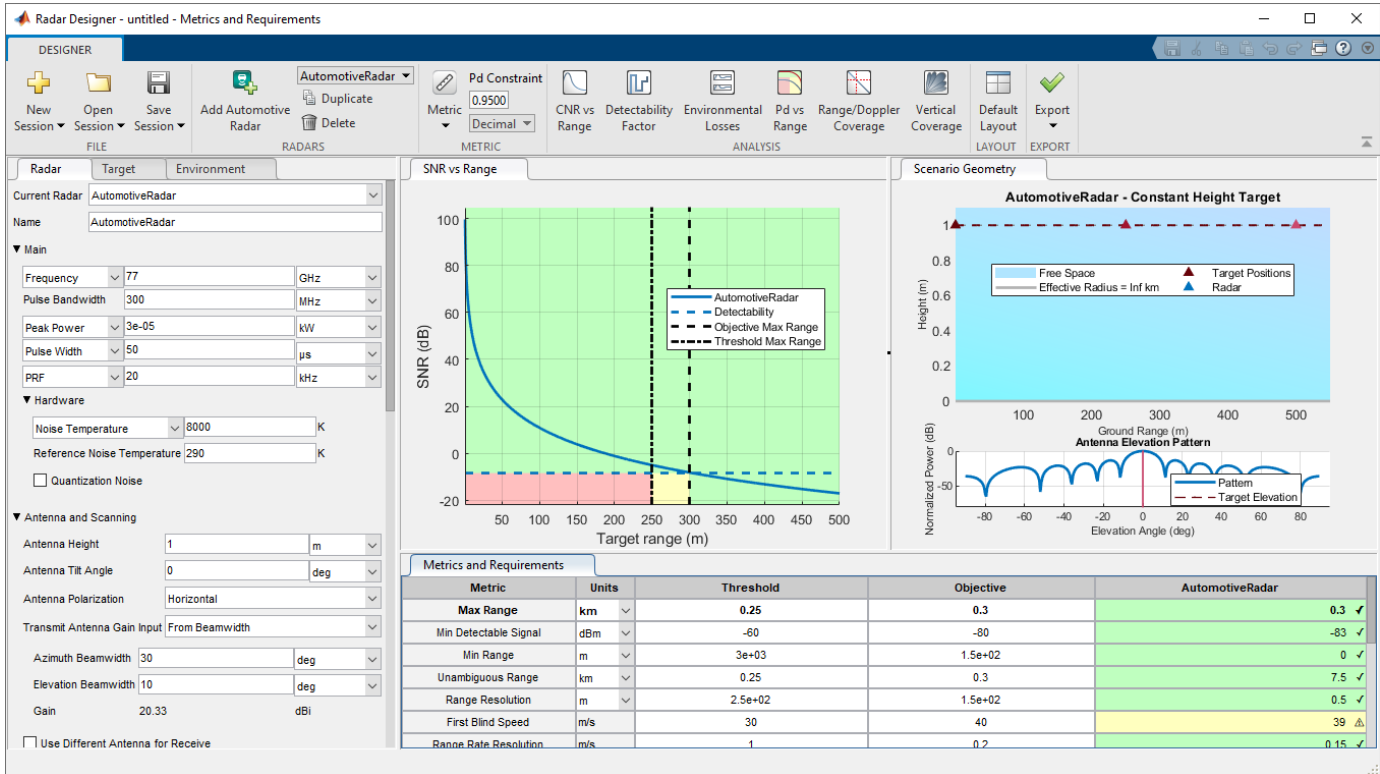 Radar Designer - untitled - Metrics and Requirements
DESIGNER
New Session
Open Session
Save Session
FILE
Add Automotive Radar
AutomotiveRadar
Duplicate
Delete
RADARS
Metric
Pd Constraint
0.9500
Decimal
METRIC
CNR vs Range
Detectability Factor
Environmental Losses
Pd vs Range
Range/Doppler Coverage
Vertical Coverage
ANALYSIS
Default Layout
LAYOUT
Export
EXPORT
Radar Target Environment
Current Radar AutomotiveRadar
Name AutomotiveRadar
Main
Frequency 77 GHz
Pulse Bandwidth 300 MHz
Peak Power 3e-05 kW
Pulse Width 50 µs
PRF 20 kHz
Hardware
Noise Temperature 8000 K
Reference Noise Temperature 290 K
Quantization Noise
Antenna and Scanning
Antenna Height 1 m
Antenna Tilt Angle 0 deg
Antenna Polarization Horizontal
Transmit Antenna Gain Input From Beamwidth
Azimuth Beamwidth 30 deg
Elevation Beamwidth 10 deg
Gain 20.33 dBi
Use Different Antenna for Receive
SNR vs Range
SNR (dB)
100
80
60
40
20
0
-20
AutomotiveRadar
Detectability
Objective Max Range
Threshold Max Range
50 100 150 200 250 300 350 400 450 500
Target range (m)
Scenario Geometry
AutomotiveRadar - Constant Height Target
Height (m)
1
0.8
0.6
0.4
0.2
0
Free Space Target Positions
Effective Radius = Inf km Radar
100 200 300 400 500
Ground Range (m)
Antenna Elevation Pattern
Normalized Power (dB)
0
-50
Pattern
Target Elevation
-80 -60 -40 -20 0 20 40 60 80
Elevation Angle (deg)
Metrics and Requirements
Metric Units Threshold Objective AutomotiveRadar
Max Range km 0.25 0.3 0.3
Min Detectable Signal dBm -60 -80 -83
Min Range m 3e+03 1.5e+02 0
Unambiguous Range km 0.25 0.3 7.5
Range Resolution m 2.5e+02 1.5e+02 0.5
First Blind Speed m/s 30 40 39
Range Rate Resolution m/s 1 0.2 0.15